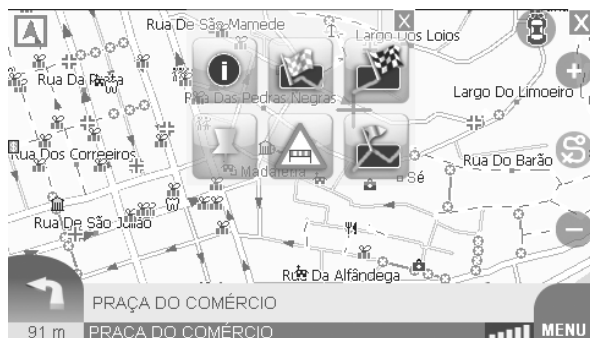 Rua De São Mamede
X
X
Largo Dos Loios
Rua Da Prata
Rua Das Pedras Negras
Largo Do Limoeiro
Rua Dos Correeiros
Rua Do Barão
Madalena
Sé
Rua De São Julião
Rua Da Alfândega
PRAÇA DO COMÉRCIO
91 m
PRAÇA DO COMÉRCIO
MENU